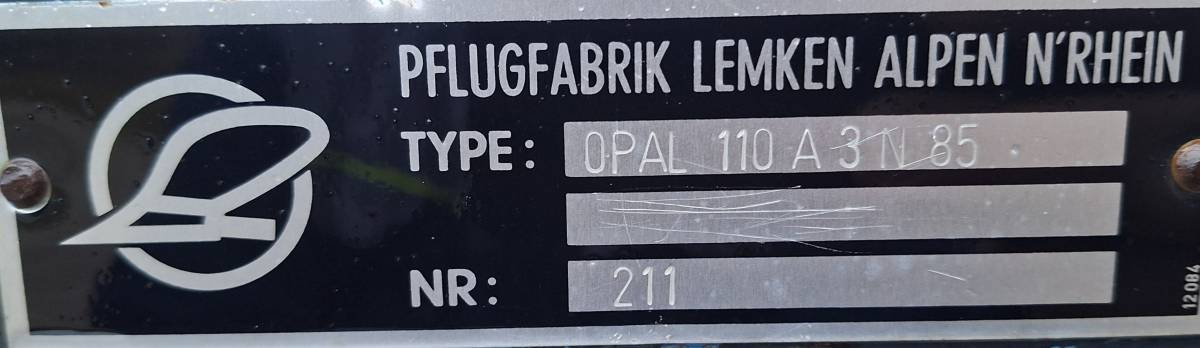 PFLUGFABRIK LEMKEN ALPEN N'RHEIN
TYPE: OPAL 110 A 3 N 85
NR: 211
12084